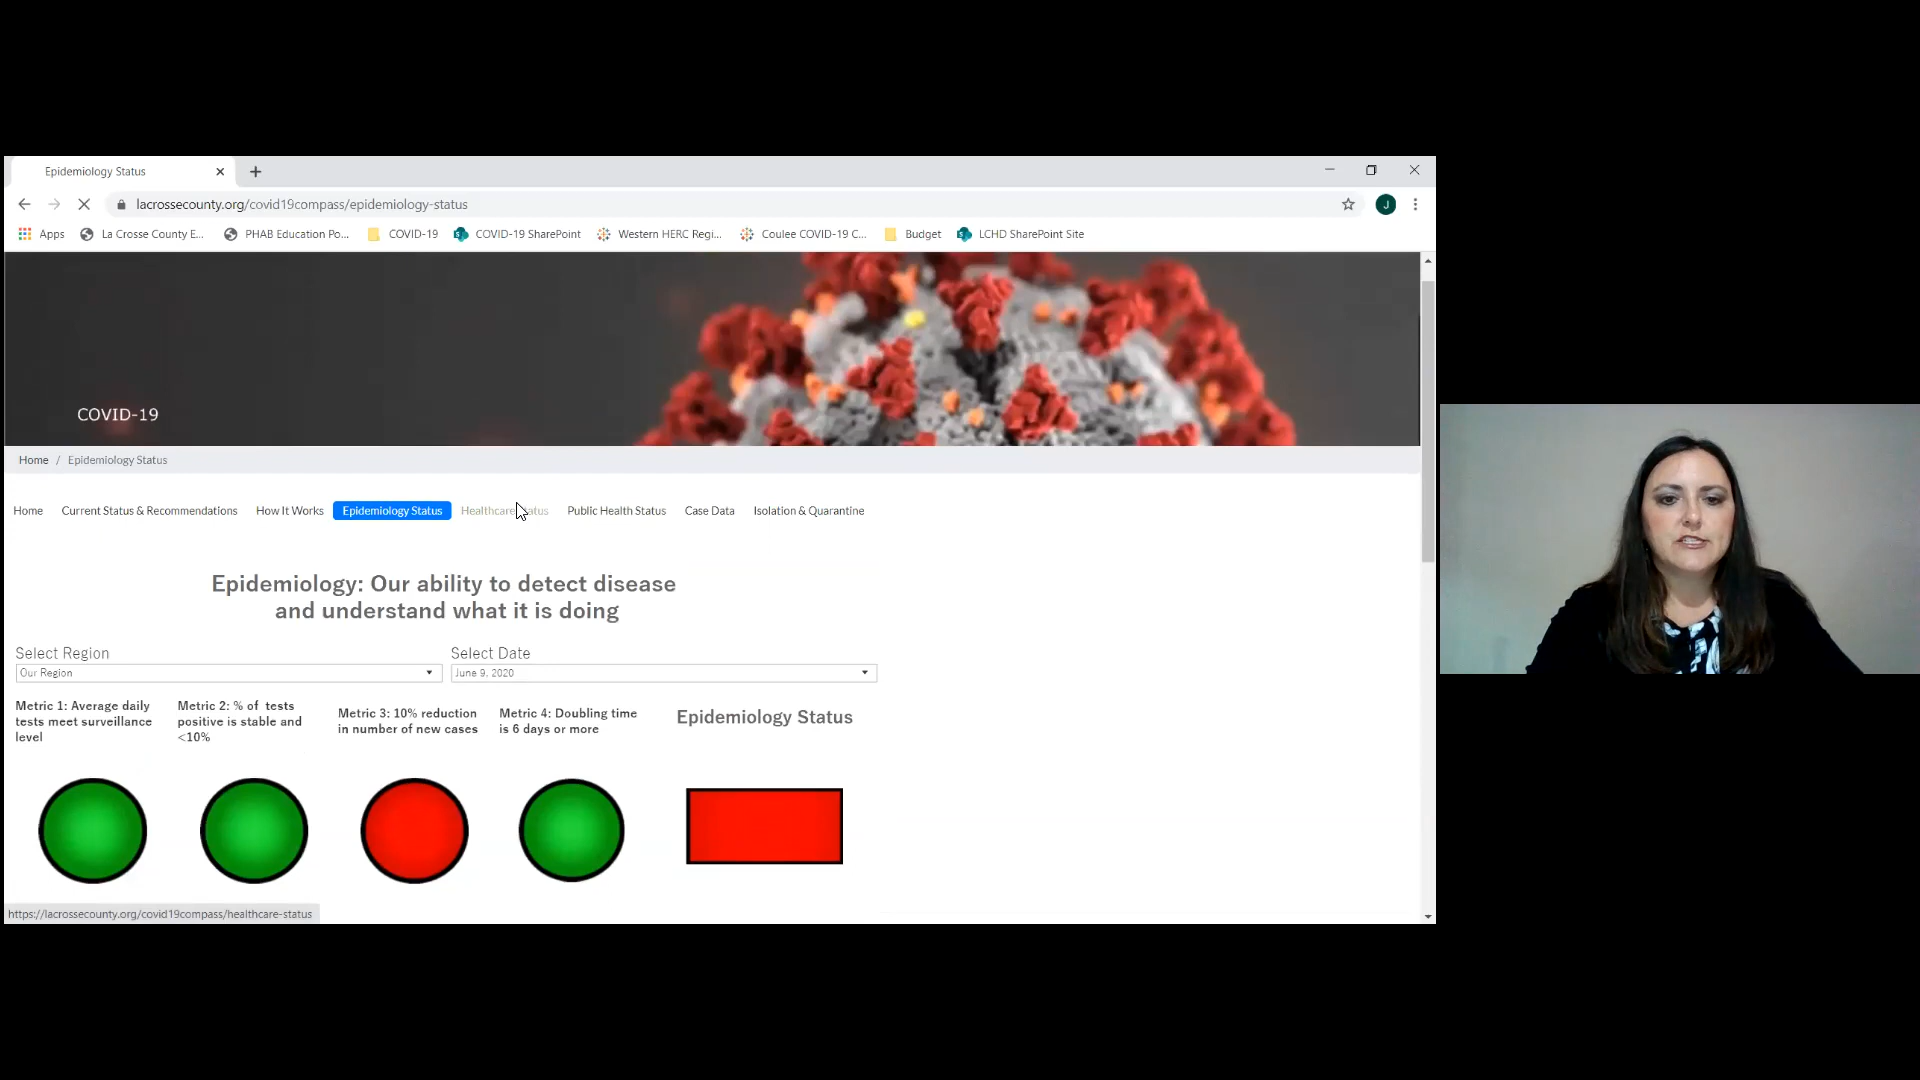 Epidemiology Status
lacrossecounty.org/covid19compass/epidemiology-status
J
Apps La Crosse County E... PHAB Education Po... COVID-19 COVID-19 SharePoint Western HERC Regi... Coulee COVID-19 C... Budget LCHD SharePoint Site
COVID-19
Home / Epidemiology Status
Home Current Status & Recommendations How It Works Epidemiology Status Healthcare Status Public Health Status Case Data Isolation & Quarantine
Epidemiology: Our ability to detect disease
and understand what it is doing
Select Region
Our Region
Select Date
June 9, 2020
Metric 1: Average daily
tests meet surveillance
level
Metric 2: % of tests
positive is stable and
<10%
Metric 3: 10% reduction
in number of new cases
Metric 4: Doubling time
is 6 days or more
Epidemiology Status
https://lacrossecounty.org/covid19compass/healthcare-status